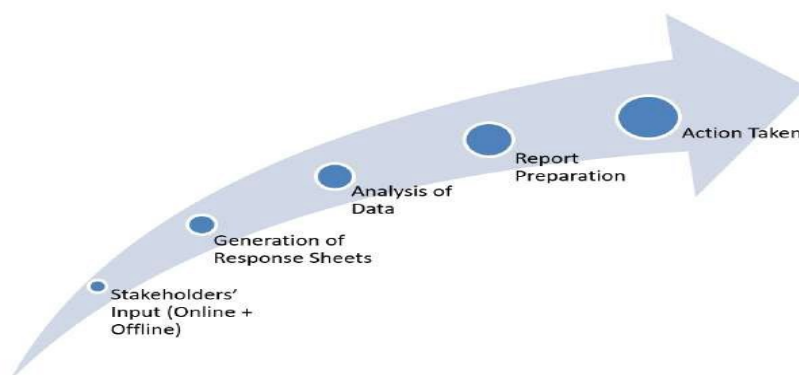 Stakeholders'
Input (Online +
Offline)
Generation of
Response Sheets
Analysis of
Data
Report
Preparation
Action Taken